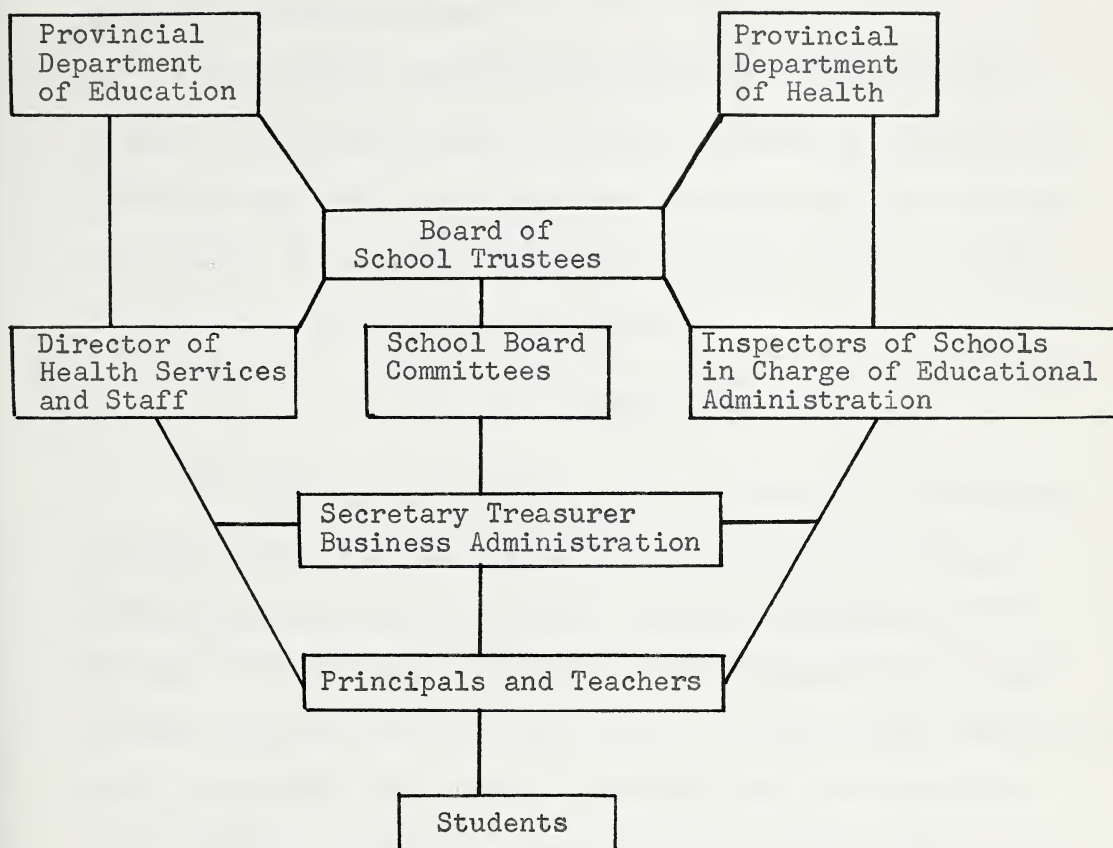 Provincial
Department
of Education
Provincial
Department
of Health
Board of
School Trustees
Director of
Health Services
and Staff
School Board
Committees
Inspectors of Schools
in Charge of Educational
Administration
Secretary Treasurer
Business Administration
Principals and Teachers
Students